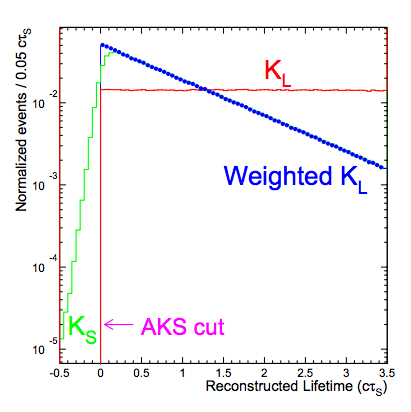 Normalized events / 0.05 cτS
10-2
10-3
10-4
10-5
KL
Weighted KL
KS
AKS cut
-0.5 0 0.5 1 1.5 2 2.5 3 3.5
Reconstructed Lifetime (cτS)